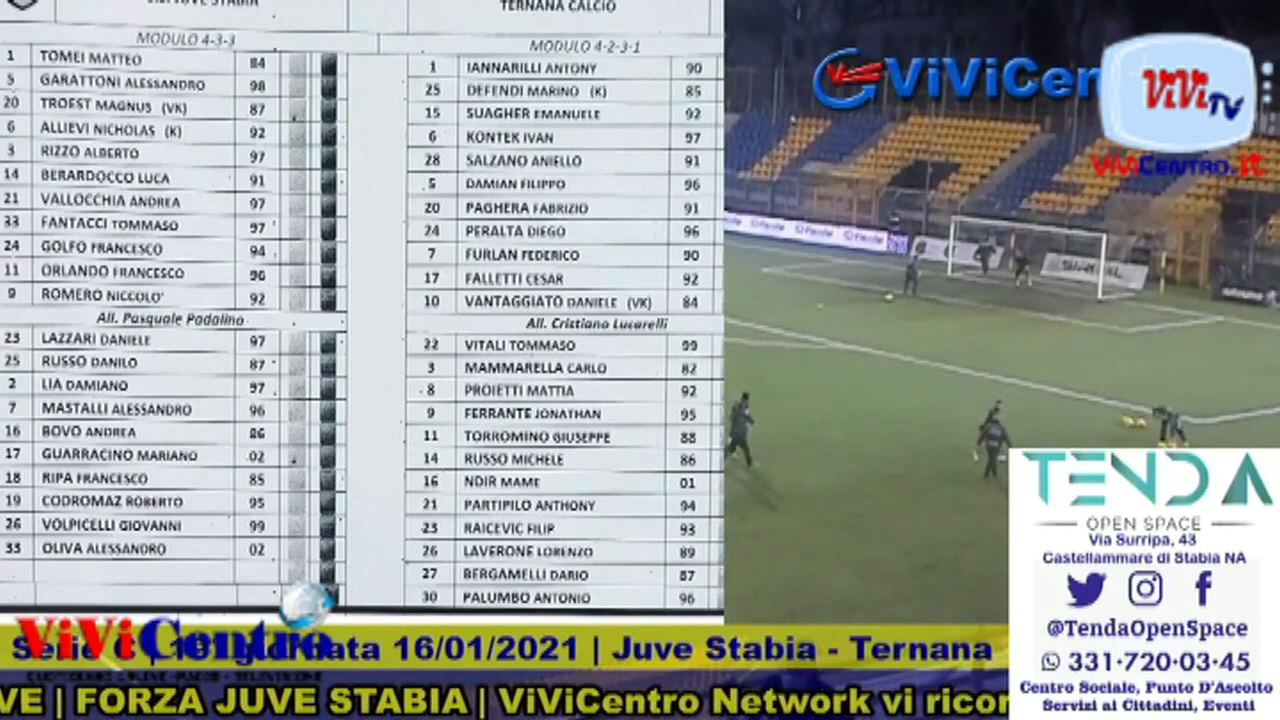 JUVE STABIA
MODULO 4-3-3
1 TOMEI MATTEO 84
5 GARATTONI ALESSANDRO 98
20 TROEST MAGNUS (VK) 87
6 ALLIEVI NICHOLAS (K) 92
3 RIZZO ALBERTO 97
14 BERARDOCCO LUCA 91
21 VALLOCCHIA ANDREA 97
33 FANTACCI TOMMASO 97
24 GOLFO FRANCESCO 94
11 ORLANDO FRANCESCO 96
9 ROMERO NICCOLO' 92
All. Pasquale Padalino
23 LAZZARI DANIELE 97
25 RUSSO DANILO 87
2 LIA DAMIANO 97
7 MASTALLI ALESSANDRO 96
16 BOVO ANDREA 86
17 GUARRACINO MARIANO 02
18 RIPA FRANCESCO 85
19 CODROMAZ ROBERTO 95
26 VOLPICELLI GIOVANNI 99
33 OLIVA ALESSANDRO 02
TERNANA CALCIO
MODULO 4-2-3-1
1 IANNARILLI ANTONY 90
25 DEFENDI MARINO (K) 85
15 SUAGHER EMANUELE 92
6 KONTEK IVAN 97
28 SALZANO ANIELLO 91
5 DAMIAN FILIPPO 96
20 PAGHERA FABRIZIO 91
24 PERALTA DIEGO 96
7 FURLAN FEDERICO 90
17 FALLETTI CESAR 92
10 VANTAGGIATO DANIELE (VK) 84
All. Cristiano Lucarelli
22 VITALI TOMMASO 99
3 MAMMARELLA CARLO 82
8 PROIETTI MATTIA 92
9 FERRANTE JONATHAN 95
11 TORROMINO GIUSEPPE 88
14 RUSSO MICHELE 86
16 NDIR MAME 01
21 PARTIPILO ANTHONY 94
23 RAICEVIC FILIP 93
26 LAVERONE LORENZO 89
27 BERGAMELLI DARIO 87
30 PALUMBO ANTONIO 96
ViViCen
ViVi TV
ViViCentro.it
TENDA
OPEN SPACE
Via Surripa, 43
Castellammare di Stabia NA
@TendaOpenSpace
331·720·03·45
Centro Sociale, Punto D'Ascolto
Servizi ai Cittadini, Eventi
ViVi Centro
Serie C | giornata 16/01/2021 | Juve Stabia - Ternana
VE | FORZA JUVE STABIA | ViViCentro Network vi ricor